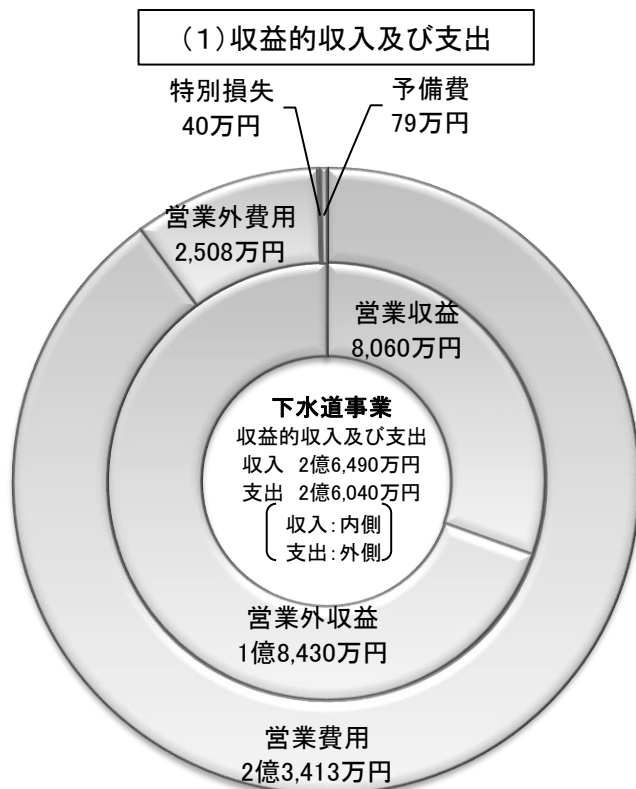 (1)収益的収入及び支出
特別損失
40万円
予備費
79万円
営業外費用
2,508万円
営業収益
8,060万円
下水道事業
収益的収入及び支出
収入 2億6,490万円
支出 2億6,040万円
収入:内側
支出:外側
営業外収益
1億8,430万円
営業費用
2億3,413万円